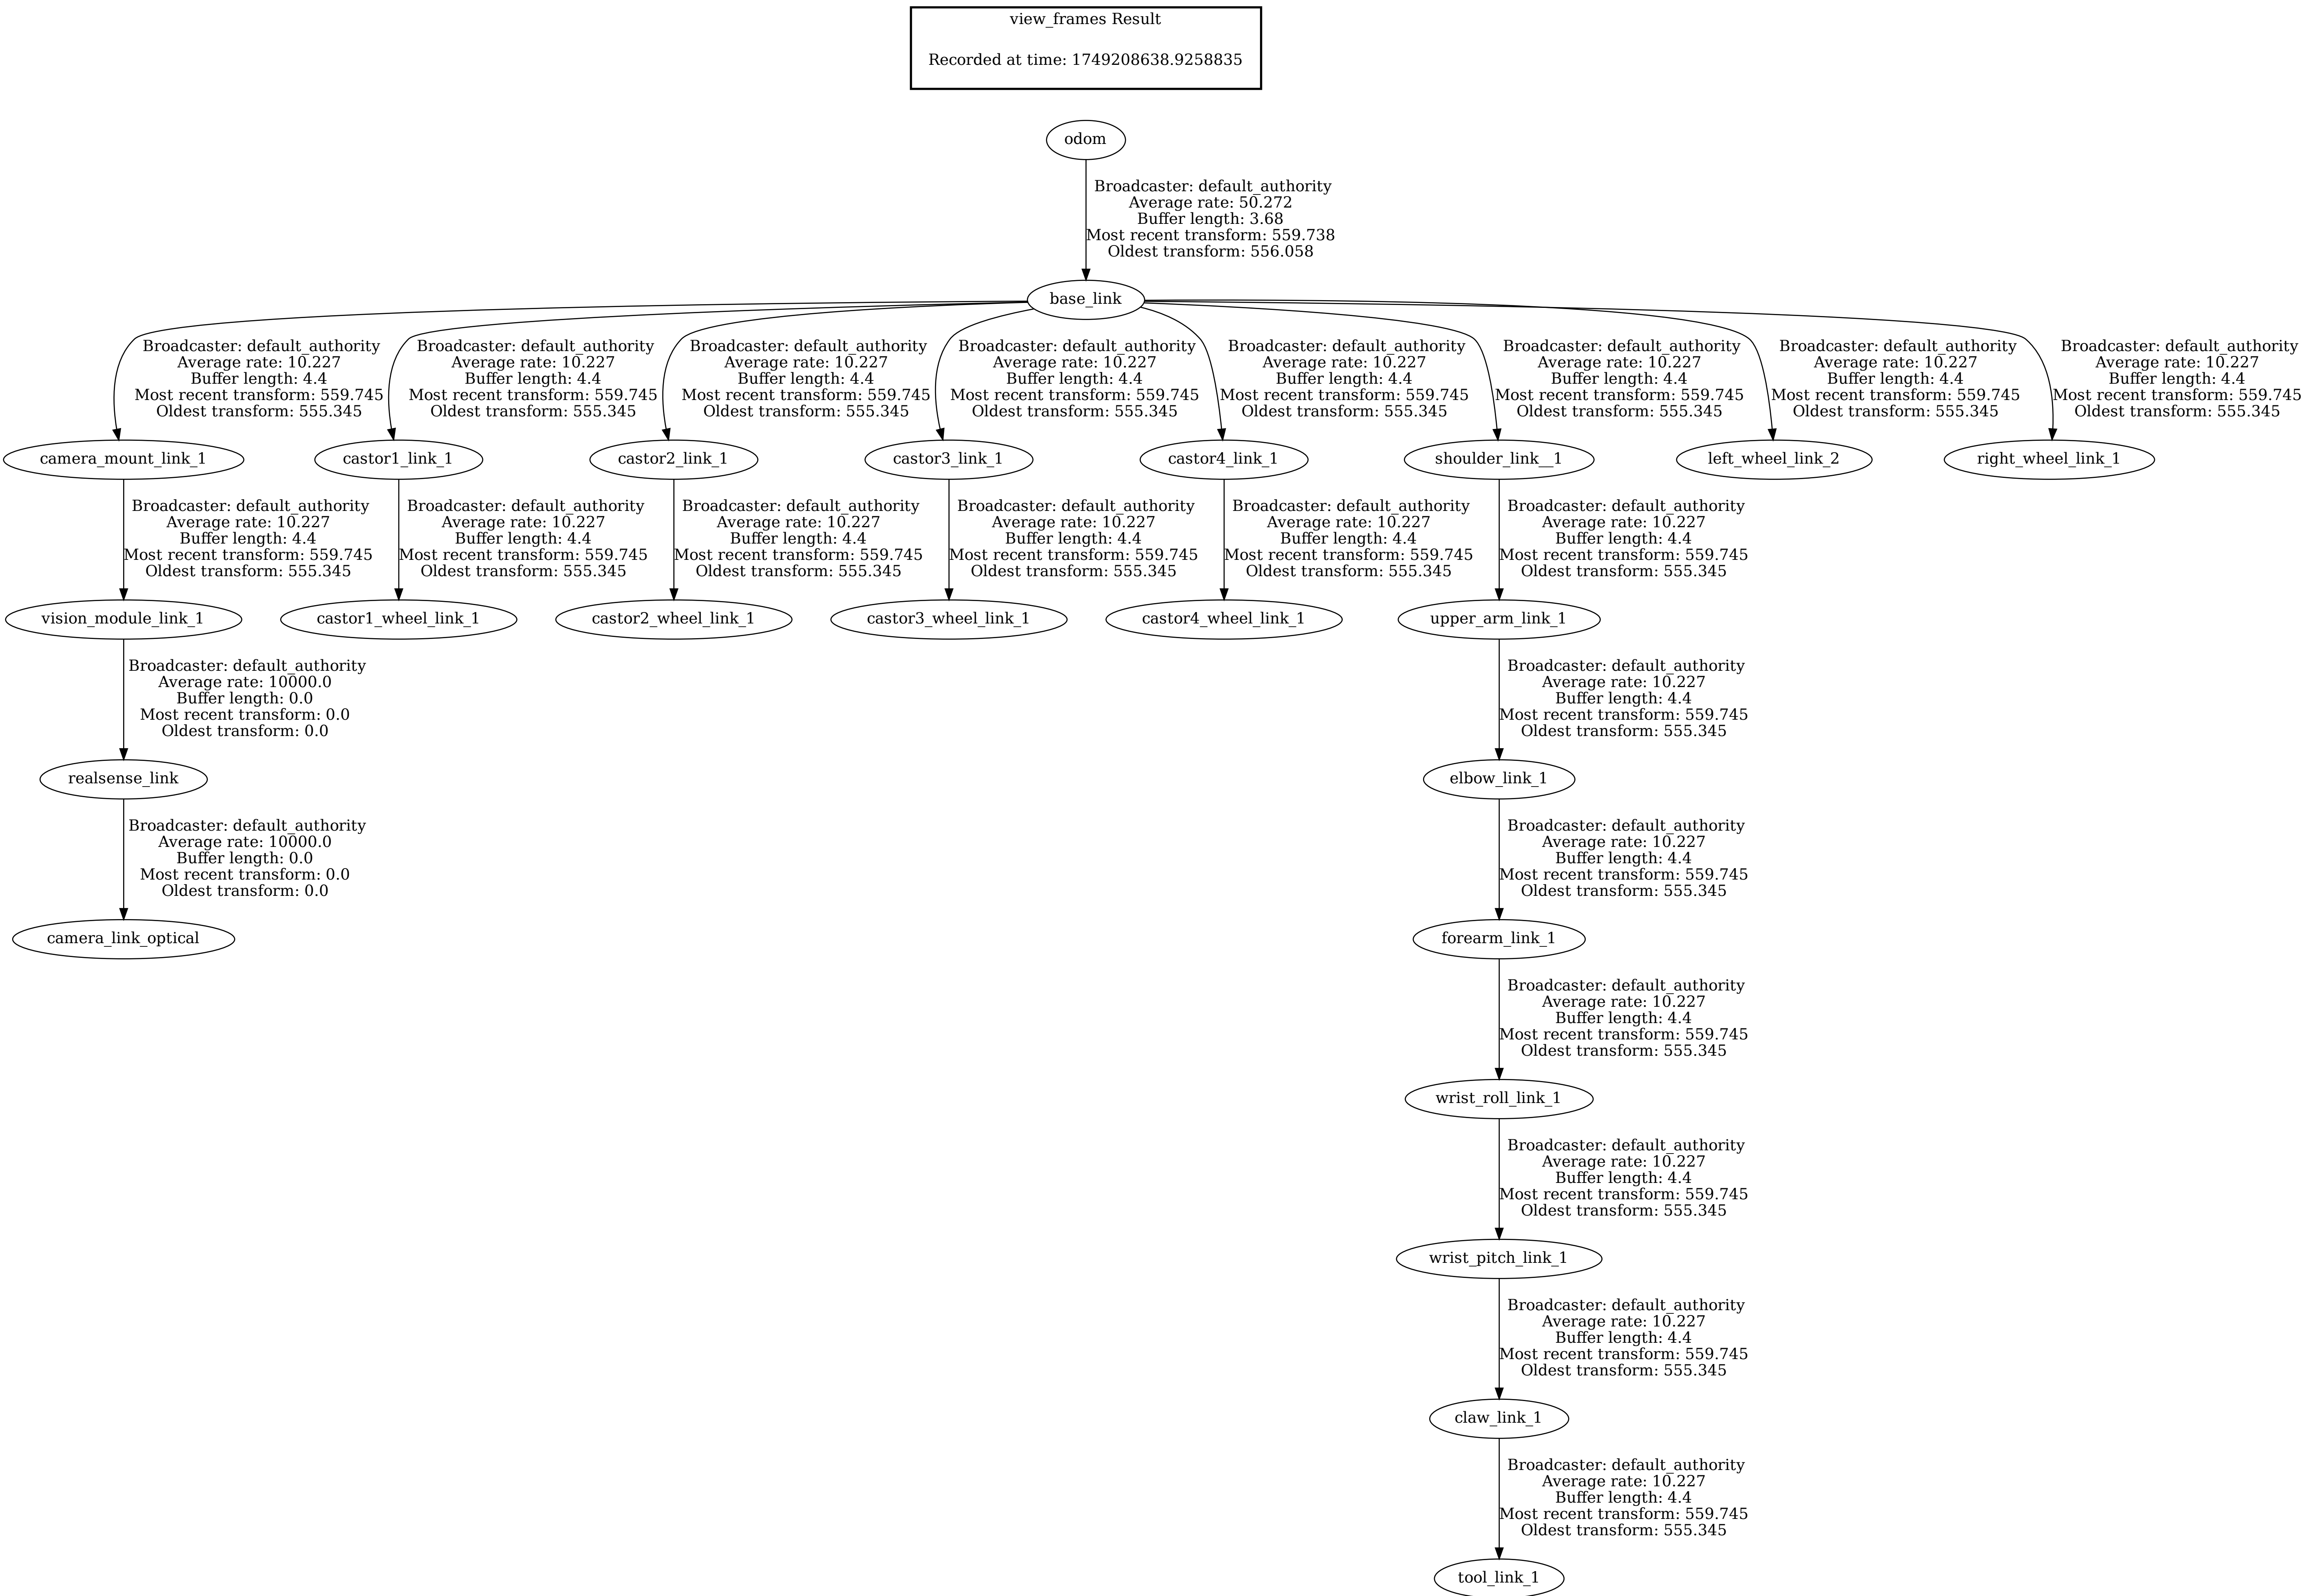 view_frames Result
Recorded at time: 1749208638.9258835
odom
Broadcaster: default_authority
Average rate: 50.272
Buffer length: 3.68
Most recent transform: 559.738
Oldest transform: 556.058
base_link
Broadcaster: default_authority
Average rate: 10.227
Buffer length: 4.4
Most recent transform: 559.745
Oldest transform: 555.345
Broadcaster: default_authority
Average rate: 10.227
Buffer length: 4.4
Most recent transform: 559.745
Oldest transform: 555.345
Broadcaster: default_authority
Average rate: 10.227
Buffer length: 4.4
Most recent transform: 559.745
Oldest transform: 555.345
Broadcaster: default_authority
Average rate: 10.227
Buffer length: 4.4
Most recent transform: 559.745
Oldest transform: 555.345
Broadcaster: default_authority
Average rate: 10.227
Buffer length: 4.4
Most recent transform: 559.745
Oldest transform: 555.345
Broadcaster: default_authority
Average rate: 10.227
Buffer length: 4.4
Most recent transform: 559.745
Oldest transform: 555.345
Broadcaster: default_authority
Average rate: 10.227
Buffer length: 4.4
Most recent transform: 559.745
Oldest transform: 555.345
Broadcaster: default_authority
Average rate: 10.227
Buffer length: 4.4
Most recent transform: 559.745
Oldest transform: 555.345
camera_mount_link_1
castor1_link_1
castor2_link_1
castor3_link_1
castor4_link_1
shoulder_link__1
left_wheel_link_2
right_wheel_link_1
Broadcaster: default_authority
Average rate: 10.227
Buffer length: 4.4
Most recent transform: 559.745
Oldest transform: 555.345
Broadcaster: default_authority
Average rate: 10.227
Buffer length: 4.4
Most recent transform: 559.745
Oldest transform: 555.345
Broadcaster: default_authority
Average rate: 10.227
Buffer length: 4.4
Most recent transform: 559.745
Oldest transform: 555.345
Broadcaster: default_authority
Average rate: 10.227
Buffer length: 4.4
Most recent transform: 559.745
Oldest transform: 555.345
Broadcaster: default_authority
Average rate: 10.227
Buffer length: 4.4
Most recent transform: 559.745
Oldest transform: 555.345
Broadcaster: default_authority
Average rate: 10.227
Buffer length: 4.4
Most recent transform: 559.745
Oldest transform: 555.345
vision_module_link_1
castor1_wheel_link_1
castor2_wheel_link_1
castor3_wheel_link_1
castor4_wheel_link_1
upper_arm_link_1
Broadcaster: default_authority
Average rate: 10000.0
Buffer length: 0.0
Most recent transform: 0.0
Oldest transform: 0.0
Broadcaster: default_authority
Average rate: 10.227
Buffer length: 4.4
Most recent transform: 559.745
Oldest transform: 555.345
realsense_link
elbow_link_1
Broadcaster: default_authority
Average rate: 10000.0
Buffer length: 0.0
Most recent transform: 0.0
Oldest transform: 0.0
Broadcaster: default_authority
Average rate: 10.227
Buffer length: 4.4
Most recent transform: 559.745
Oldest transform: 555.345
camera_link_optical
forearm_link_1
Broadcaster: default_authority
Average rate: 10.227
Buffer length: 4.4
Most recent transform: 559.745
Oldest transform: 555.345
wrist_roll_link_1
Broadcaster: default_authority
Average rate: 10.227
Buffer length: 4.4
Most recent transform: 559.745
Oldest transform: 555.345
wrist_pitch_link_1
Broadcaster: default_authority
Average rate: 10.227
Buffer length: 4.4
Most recent transform: 559.745
Oldest transform: 555.345
claw_link_1
Broadcaster: default_authority
Average rate: 10.227
Buffer length: 4.4
Most recent transform: 559.745
Oldest transform: 555.345
tool_link_1